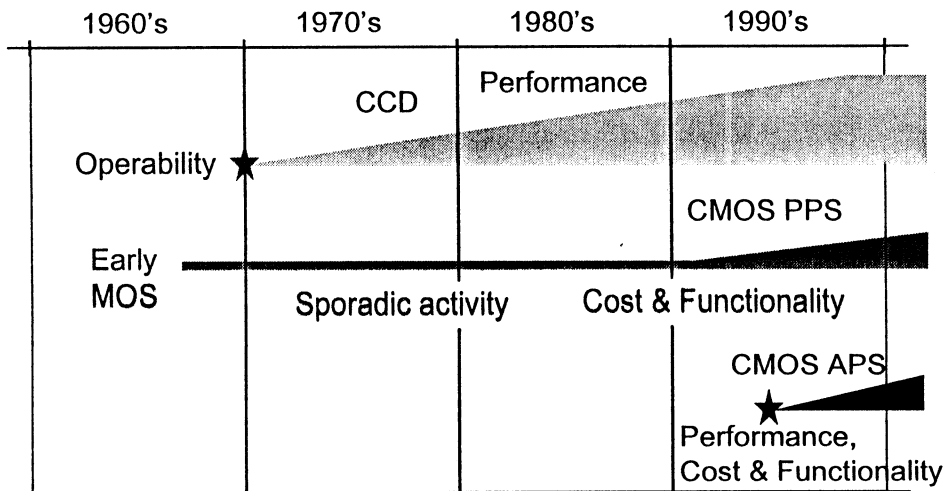 1960's 1970's 1980's 1990's
Performance
CCD
Operability
CMOS PPS
Early
MOS
Sporadic activity
Cost & Functionality
CMOS APS
Performance,
Cost & Functionality